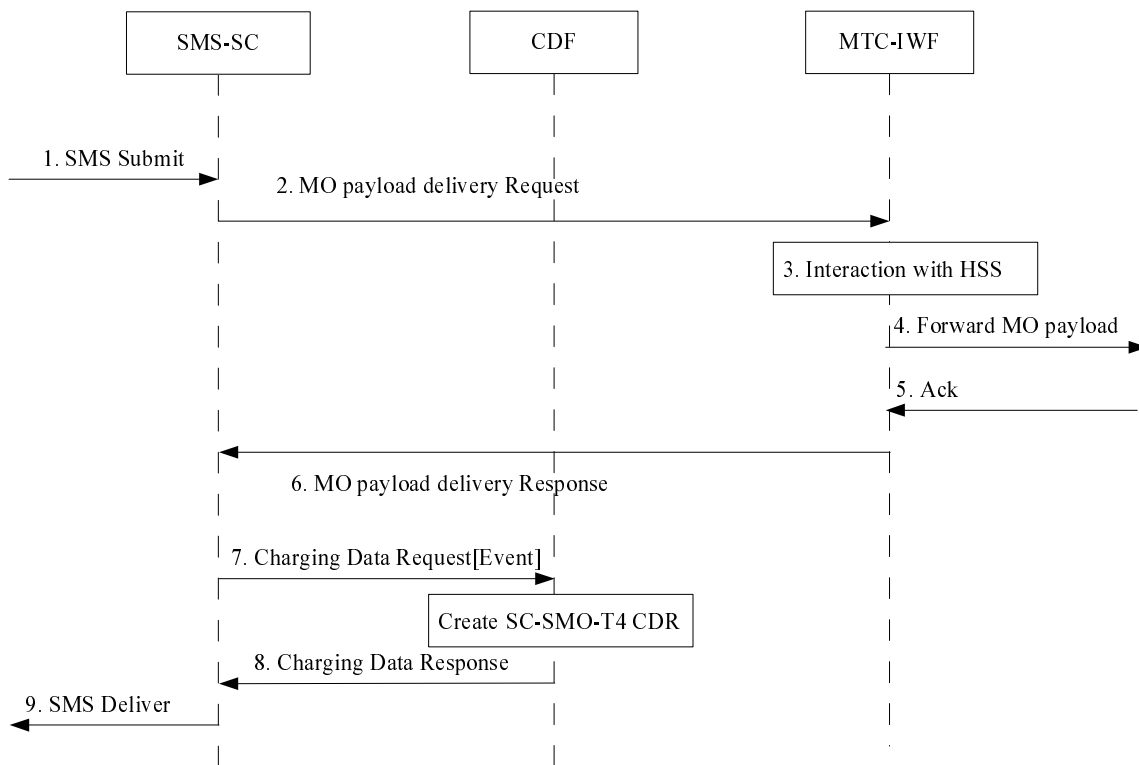 SMS-SC
CDF
MTC-IWF
1. SMS Submit
2. MO payload delivery Request
3. Interaction with HSS
4. Forward MO payload
5. Ack
6. MO payload delivery Response
7. Charging Data Request[Event]
Create SC-SMO-T4 CDR
8. Charging Data Response
9. SMS Deliver